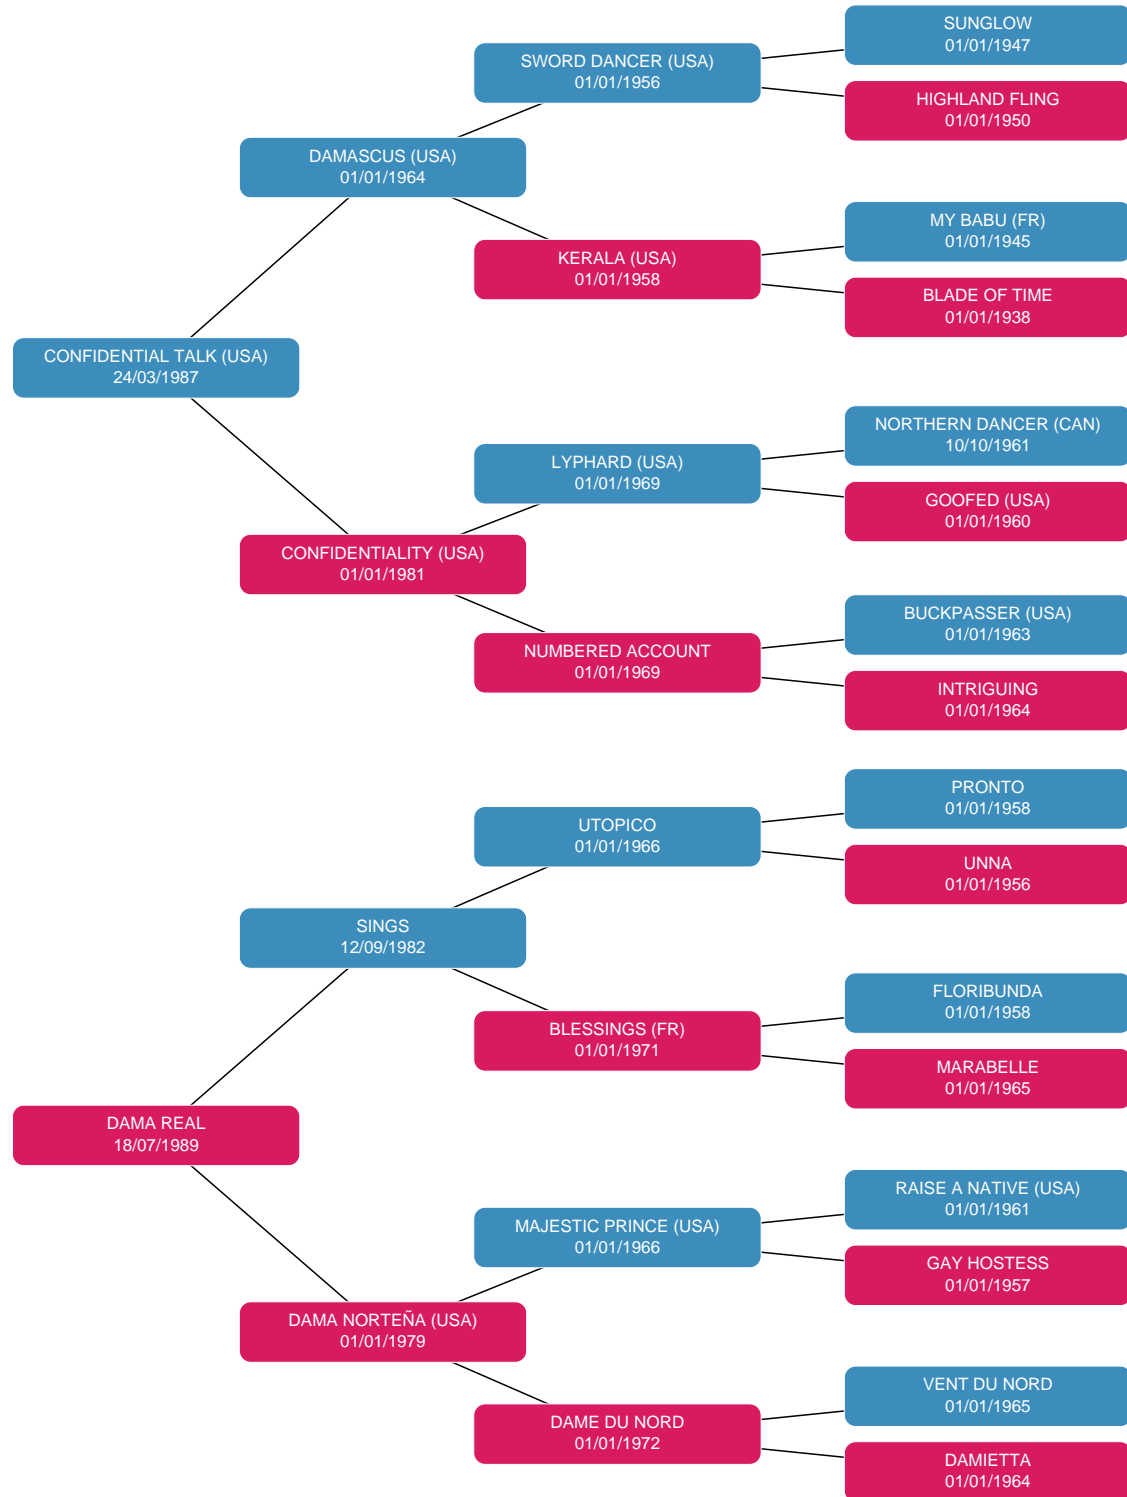 SUNGLOW
01/01/1947
SWORD DANCER (USA)
01/01/1956
HIGHLAND FLING
01/01/1950
DAMASCUS (USA)
01/01/1964
MY BABU (FR)
01/01/1945
KERALA (USA)
01/01/1958
BLADE OF TIME
01/01/1938
CONFIDENTIAL TALK (USA)
24/03/1987
NORTHERN DANCER (CAN)
10/10/1961
LYPHARD (USA)
01/01/1969
GOOFED (USA)
01/01/1960
CONFIDENTIALITY (USA)
01/01/1981
BUCKPASSER (USA)
01/01/1963
NUMBERED ACCOUNT
01/01/1969
INTRIGUING
01/01/1964
PRONTO
01/01/1958
UTOPICO
01/01/1966
UNNA
01/01/1956
SINGS
12/09/1982
FLORIBUNDA
01/01/1958
BLESSINGS (FR)
01/01/1971
MARABELLE
01/01/1965
DAMA REAL
18/07/1989
RAISE A NATIVE (USA)
01/01/1961
MAJESTIC PRINCE (USA)
01/01/1966
GAY HOSTESS
01/01/1957
DAMA NORTEÑA (USA)
01/01/1979
VENT DU NORD
01/01/1965
DAME DU NORD
01/01/1972
DAMIETTA
01/01/1964